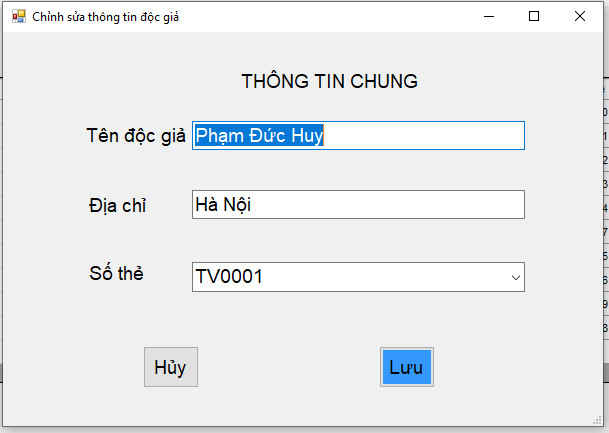 Chỉnh sửa thông tin độc giả
THÔNG TIN CHUNG
Tên độc giả Phạm Đức Huy
Địa chỉ Hà Nội
Số thẻ TV0001
Hủy Lưu